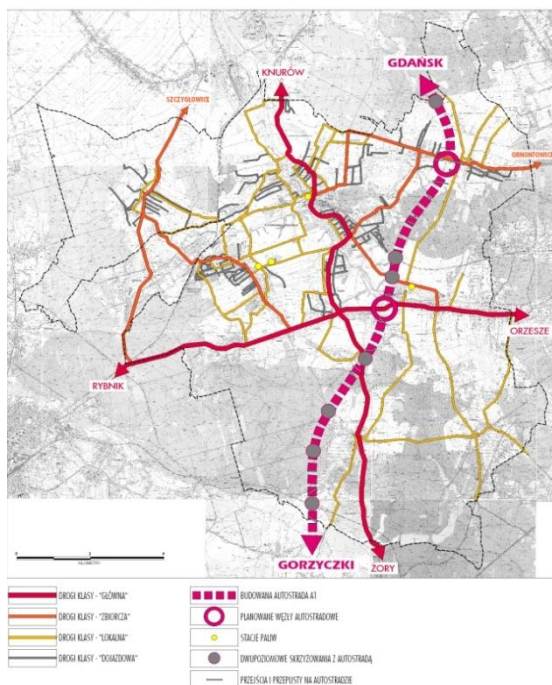 GDAŃSK
KNURÓW
SZCZYGŁOWICE
ORNONTOWICE
ORZESZE
RYBNIK
GORZYCZKI
ŻORY
DROGI KLASY - "GŁÓWNA"
DROGI KLASY - "ZBIORCZA"
DROGI KLASY - "LOKALNA"
DROGI KLASY - "DOJAZDOWA"
BUDOWANA AUTOSTRADA A1
PLANOWANE WĘZŁY AUTOSTRADOWE
STACJE PALIW
DWUPOZIOMOWE SKRZYŻOWANIA Z AUTOSTRADĄ
PRZEJŚCIA I PRZEPUSTY NA AUTOSTRADZIE